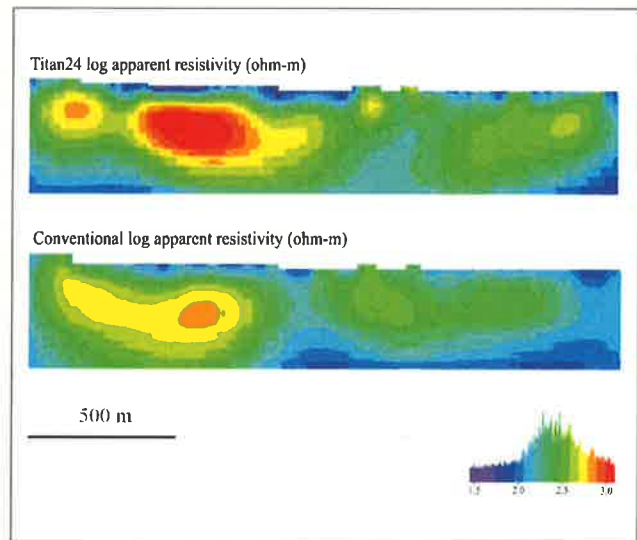 Titan24 log apparent resistivity (ohm-m)
Conventional log apparent resistivity (ohm-m)
500 m
1.5 2.0 2.5 3.0